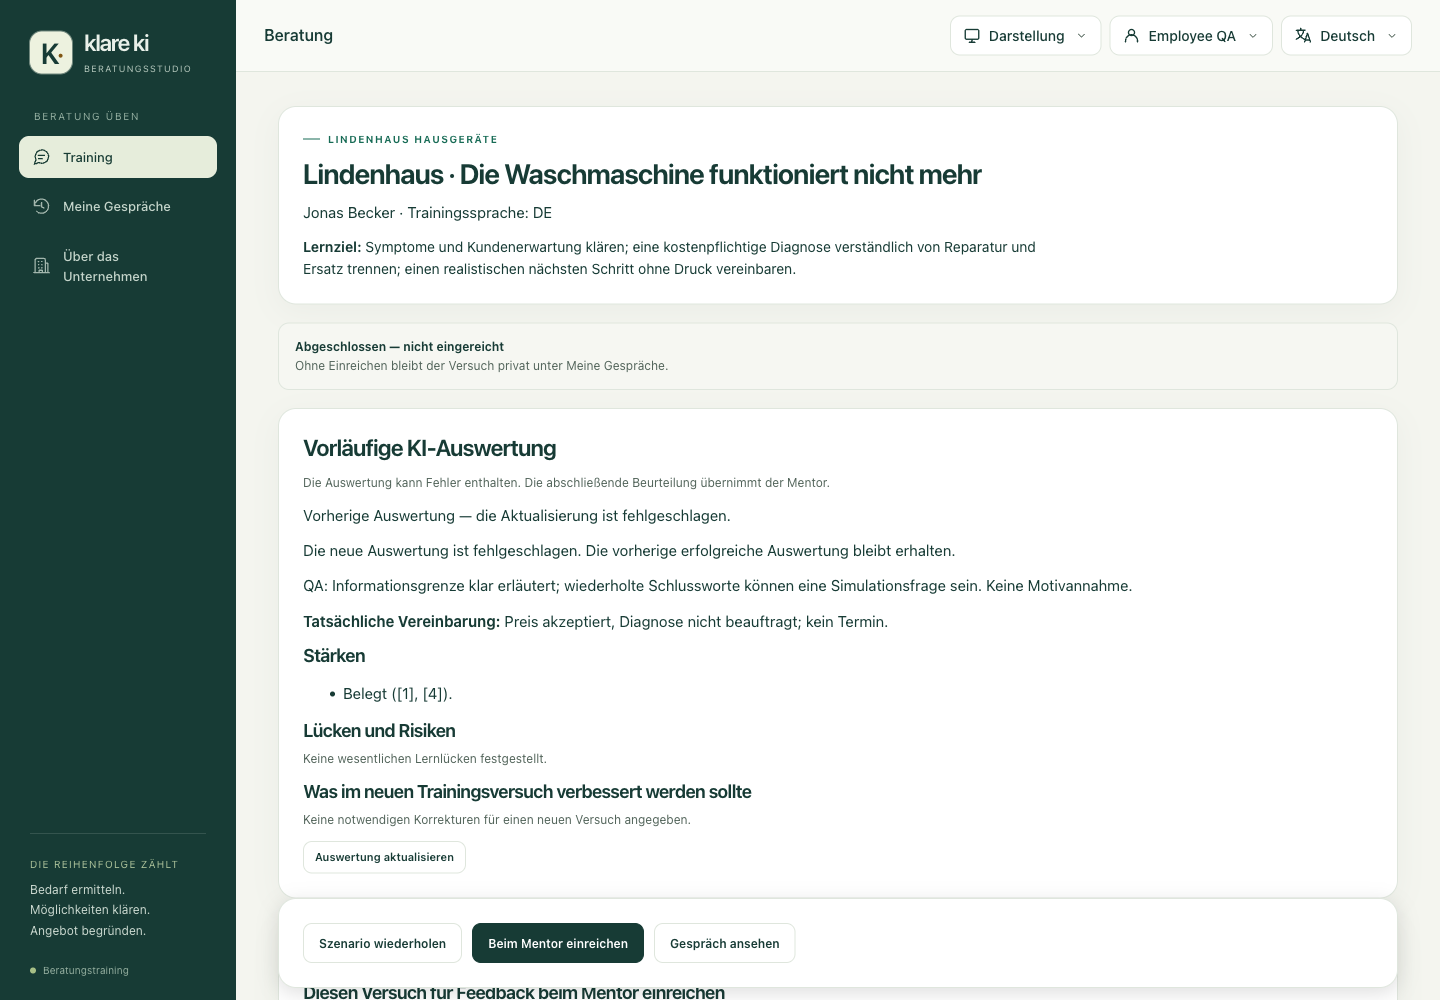 K
klare ki
BERATUNGSSTUDIO
BERATUNG ÜBEN
Training
Meine Gespräche
Über das
Unternehmen
DIE REIHENFOLGE ZÄHLT
Bedarf ermitteln.
Möglichkeiten klären.
Angebot begründen.
Beratungstraining
Beratung
Darstellung
Employee QA
Deutsch
LINDENHAUS HAUSGERÄTE
Lindenhaus · Die Waschmaschine funktioniert nicht mehr
Jonas Becker · Trainingssprache: DE
Lernziel: Symptome und Kundenerwartung klären; eine kostenpflichtige Diagnose verständlich von Reparatur und
Ersatz trennen; einen realistischen nächsten Schritt ohne Druck vereinbaren.
Abgeschlossen — nicht eingereicht
Ohne Einreichen bleibt der Versuch privat unter Meine Gespräche.
Vorläufige KI-Auswertung
Die Auswertung kann Fehler enthalten. Die abschließende Beurteilung übernimmt der Mentor.
Vorherige Auswertung — die Aktualisierung ist fehlgeschlagen.
Die neue Auswertung ist fehlgeschlagen. Die vorherige erfolgreiche Auswertung bleibt erhalten.
QA: Informationsgrenze klar erläutert; wiederholte Schlussworte können eine Simulationsfrage sein. Keine Motivannahme.
Tatsächliche Vereinbarung: Preis akzeptiert, Diagnose nicht beauftragt; kein Termin.
Stärken
• Belegt ([1], [4]).
Lücken und Risiken
Keine wesentlichen Lernlücken festgestellt.
Was im neuen Trainingsversuch verbessert werden sollte
Keine notwendigen Korrekturen für einen neuen Versuch angegeben.
Auswertung aktualisieren
Szenario wiederholen
Beim Mentor einreichen
Gespräch ansehen
Diesen Versuch für Feedback beim Mentor einreichen